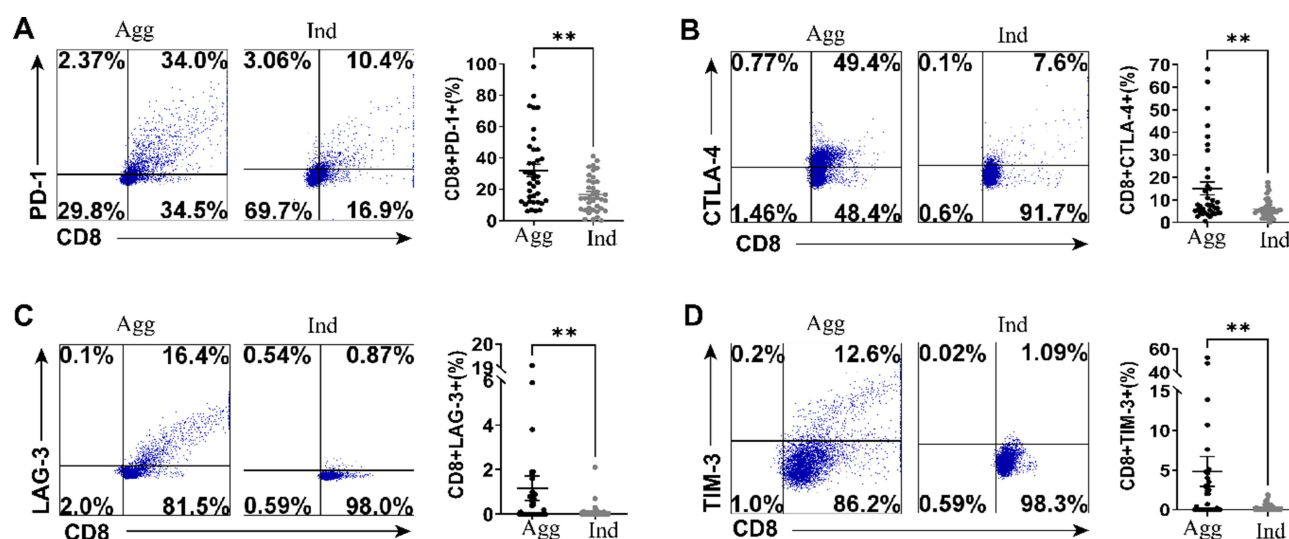 A
Agg
Ind
2.37% 34.0%
3.06% 10.4%
29.8% 34.5%
69.7% 16.9%
PD-1
CD8
**
CD8+PD-1+(%)
100
80
60
40
20
0
Agg Ind
B
Agg
Ind
0.77% 49.4%
0.1% 7.6%
1.46% 48.4%
0.6% 91.7%
CTLA-4
CD8
**
CD8+CTLA-4+(%)
70
60
50
40
30
20
10
0
Agg Ind
C
Agg
Ind
0.1% 16.4%
0.54% 0.87%
2.0% 81.5%
0.59% 98.0%
LAG-3
CD8
**
CD8+LAG-3+(%)
20
19
6
4
2
0
Agg Ind
D
Agg
Ind
0.2% 12.6%
0.02% 1.09%
1.0% 86.2%
0.59% 98.3%
TIM-3
CD8
**
CD8+TIM-3+(%)
60
40
15
10
5
0
Agg Ind